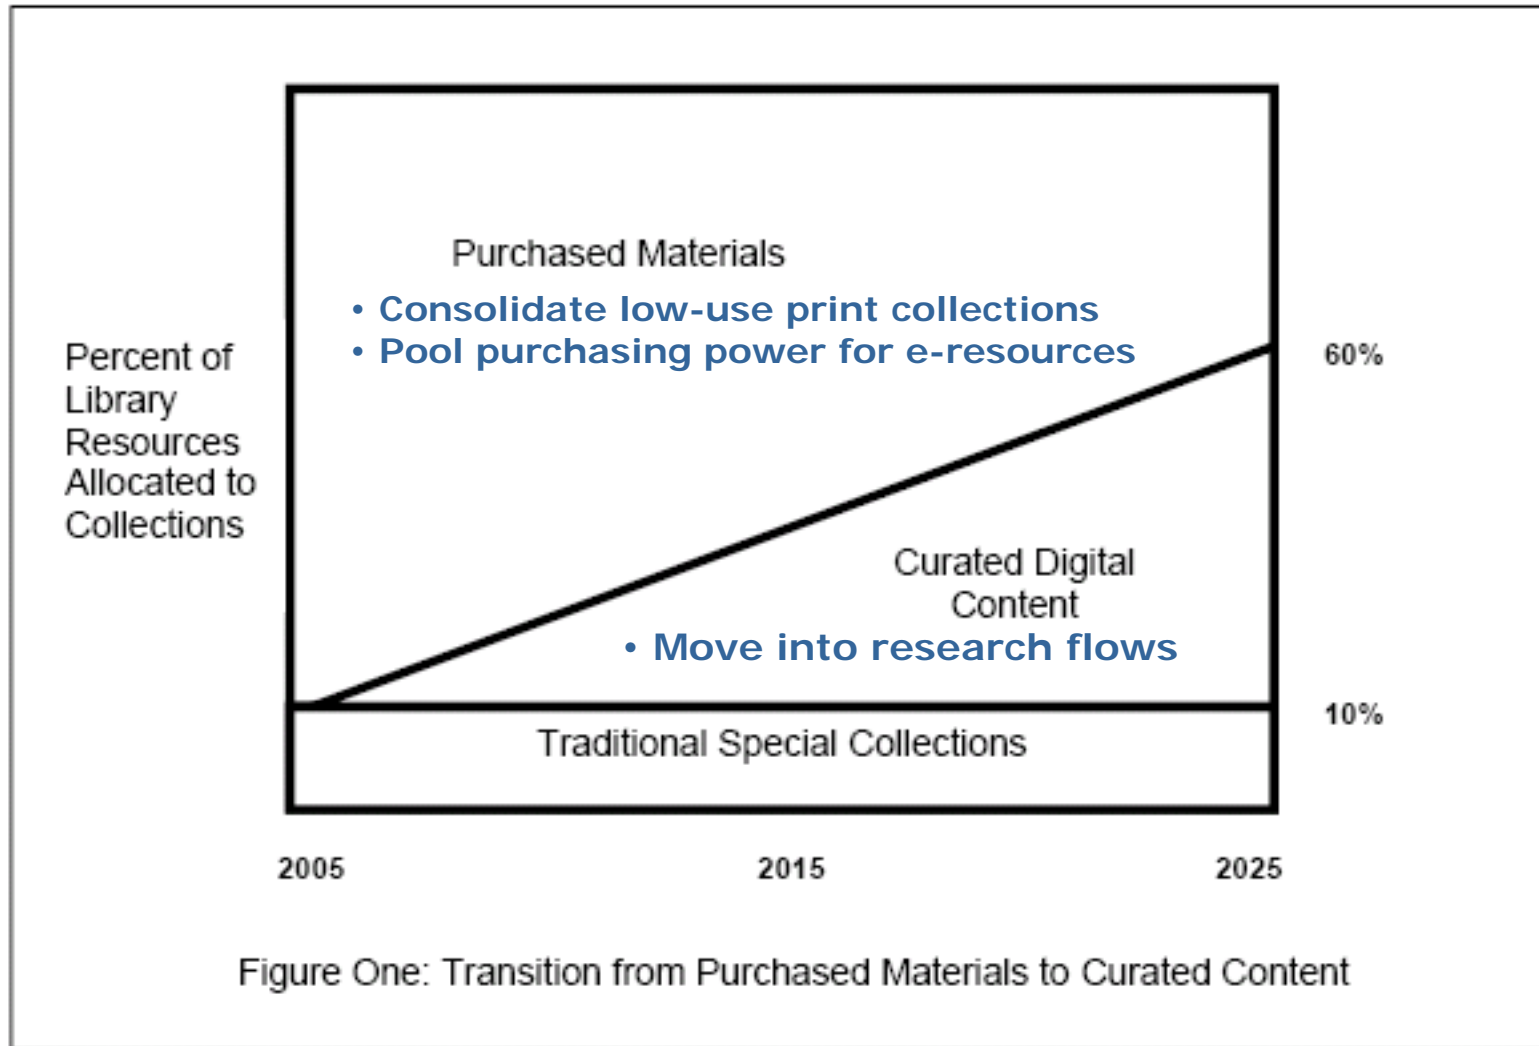 Purchased Materials
• Consolidate low-use print collections
• Pool purchasing power for e-resources
Percent of
Library
Resources
Allocated to
Collections
60%
Curated Digital
Content
• Move into research flows
10%
Traditional Special Collections
2005
2015
2025
Figure One: Transition from Purchased Materials to Curated Content